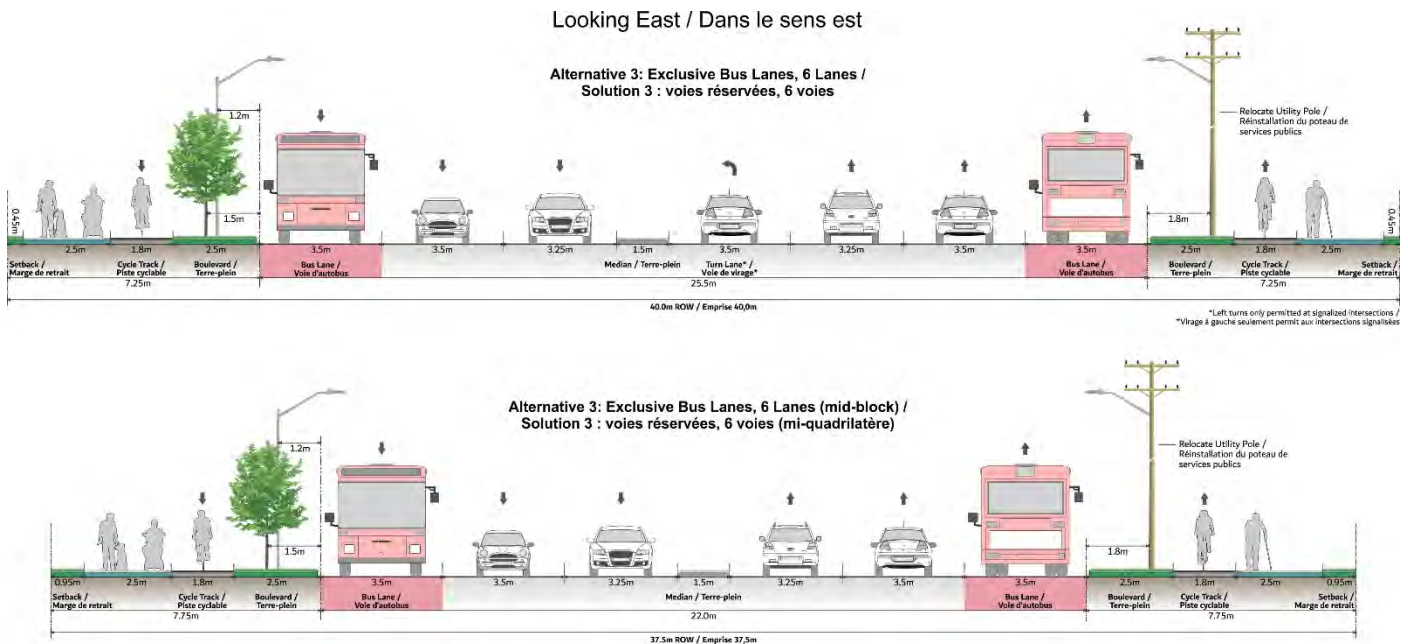 Looking East / Dans le sens est
Alternative 3: Exclusive Bus Lanes, 6 Lanes /
Solution 3 : voies réservées, 6 voies
Relocate Utility Pole /
Réinstallation du poteau de
services publics
1.2m
1.5m
1.8m
0.45m
2.5m
1.8m
2.5m
3.5m
3.5m
3.25m
1.5m
3.5m
3.25m
3.5m
3.5m
2.5m
1.8m
2.5m
0.45m
Setback /
Marge de retrait
Cycle Track /
Piste cyclable
Boulevard /
Terre-plein
Bus Lane /
Voie d'autobus
Median / Terre-plein
Turn Lane* /
Voie de virage*
Bus Lane /
Voie d'autobus
Boulevard /
Terre-plein
Cycle Track /
Piste cyclable
Setback /
Marge de retrait
7.25m
25.5m
7.25m
40.0m ROW / Emprise 40,0m
*Left turns only permitted at signalized intersections /
*Virage à gauche seulement permit aux intersections signalisées
Alternative 3: Exclusive Bus Lanes, 6 Lanes (mid-block) /
Solution 3 : voies réservées, 6 voies (mi-quadrilatère)
Relocate Utility Pole /
Réinstallation du poteau de
services publics
1.2m
1.5m
1.8m
0.95m
2.5m
1.8m
2.5m
3.5m
3.5m
3.25m
1.5m
3.25m
3.5m
3.5m
2.5m
1.8m
2.5m
0.95m
Setback /
Marge de retrait
Cycle Track /
Piste cyclable
Boulevard /
Terre-plein
Bus Lane /
Voie d'autobus
Median / Terre-plein
Bus Lane /
Voie d'autobus
Boulevard /
Terre-plein
Cycle Track /
Piste cyclable
Setback /
Marge de retrait
7.75m
22.0m
7.75m
37.5m ROW / Emprise 37,5m